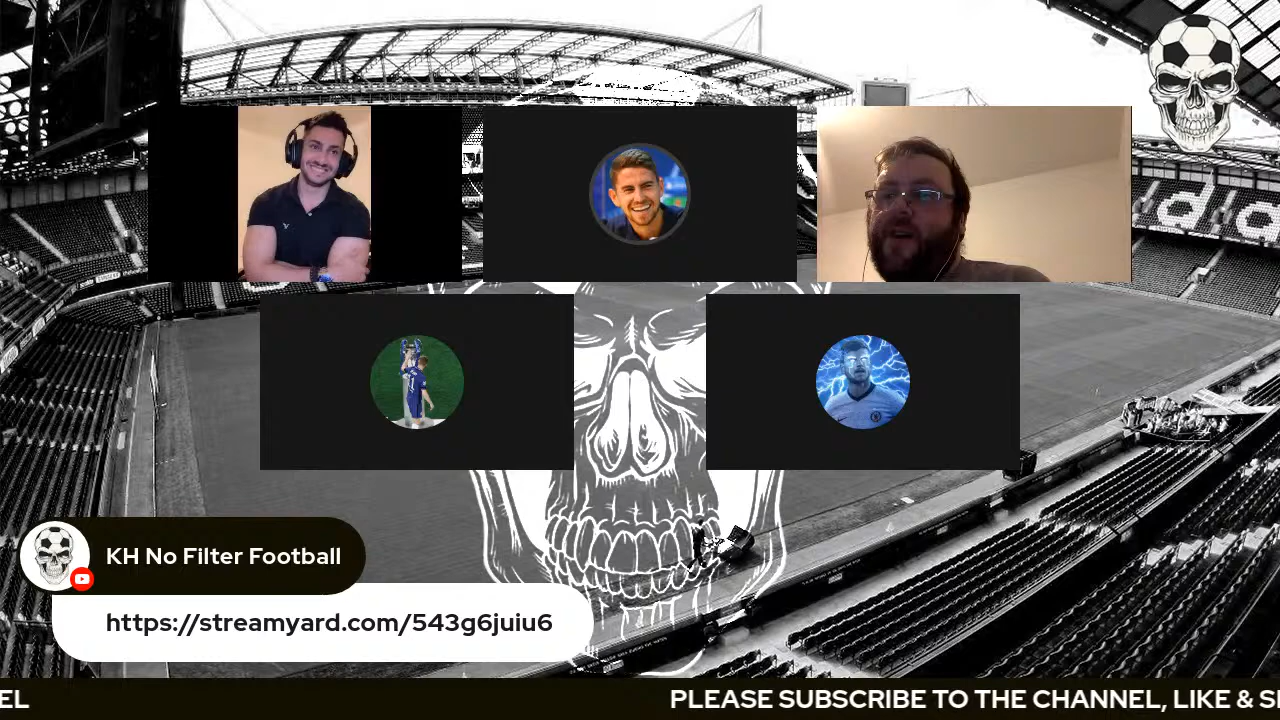 KH No Filter Football
https://streamyard.com/543g6juiu6
EL
PLEASE SUBSCRIBE TO THE CHANNEL, LIKE & S